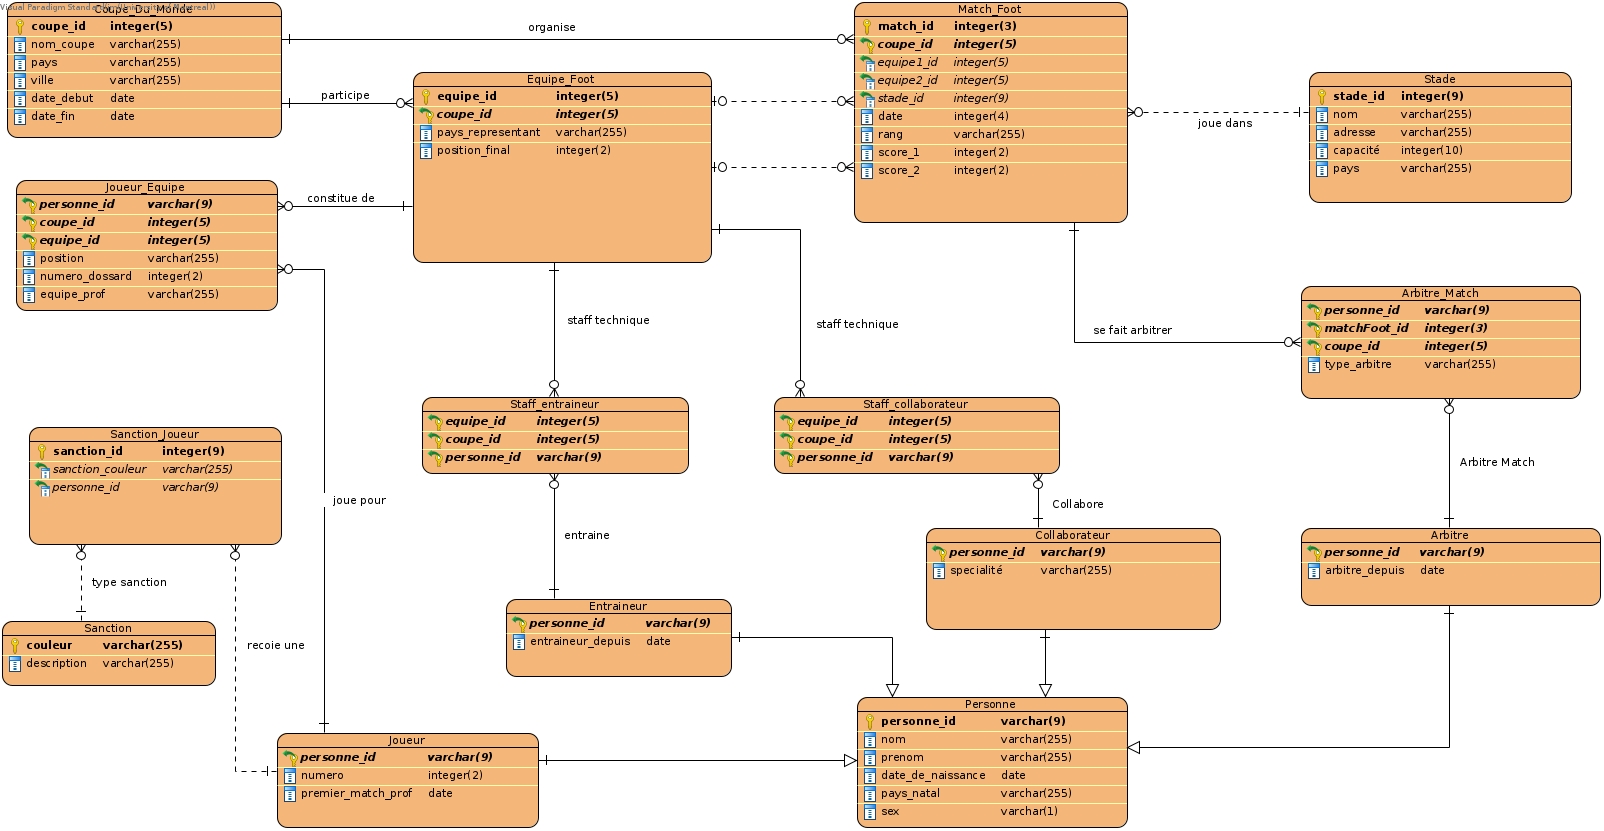 Visual Paradigm Standard
Coupe_Du_Monde
coupe_id integer(5)
nom_coupe varchar(255)
pays varchar(255)
ville varchar(255)
date_debut date
date_fin date
organise
participe
Equipe_Foot
equipe_id integer(5)
coupe_id integer(5)
pays_representant varchar(255)
position_final integer(2)
Match_Foot
match_id integer(3)
coupe_id integer(5)
equipe1_id integer(5)
equipe2_id integer(5)
stade_id integer(9)
date integer(4)
rang varchar(255)
score_1 integer(2)
score_2 integer(2)
joue dans
Stade
stade_id integer(9)
nom varchar(255)
adresse varchar(255)
capacité integer(10)
pays varchar(255)
Joueur_Equipe
personne_id varchar(9)
coupe_id integer(5)
equipe_id integer(5)
position varchar(255)
numero_dossard integer(2)
equipe_prof varchar(255)
constitue de
staff technique
staff technique
se fait arbitrer
Arbitre_Match
personne_id varchar(9)
matchFoot_id integer(3)
coupe_id integer(5)
type_arbitre varchar(255)
Staff_entraineur
equipe_id integer(5)
coupe_id integer(5)
personne_id varchar(9)
Staff_collaborateur
equipe_id integer(5)
coupe_id integer(5)
personne_id varchar(9)
Sanction_Joueur
sanction_id integer(9)
sanction_couleur varchar(255)
personne_id varchar(9)
joue pour
Arbitre Match
Collabore
entraine
type sanction
Collaborateur
personne_id varchar(9)
specialité varchar(255)
Arbitre
personne_id varchar(9)
arbitre_depuis date
Entraineur
personne_id varchar(9)
entraineur_depuis date
Sanction
couleur varchar(255)
description varchar(255)
recoie une
Personne
personne_id varchar(9)
nom varchar(255)
prenom varchar(255)
date_de_naissance date
pays_natal varchar(255)
sex varchar(1)
Joueur
personne_id varchar(9)
numero integer(2)
premier_match_prof date